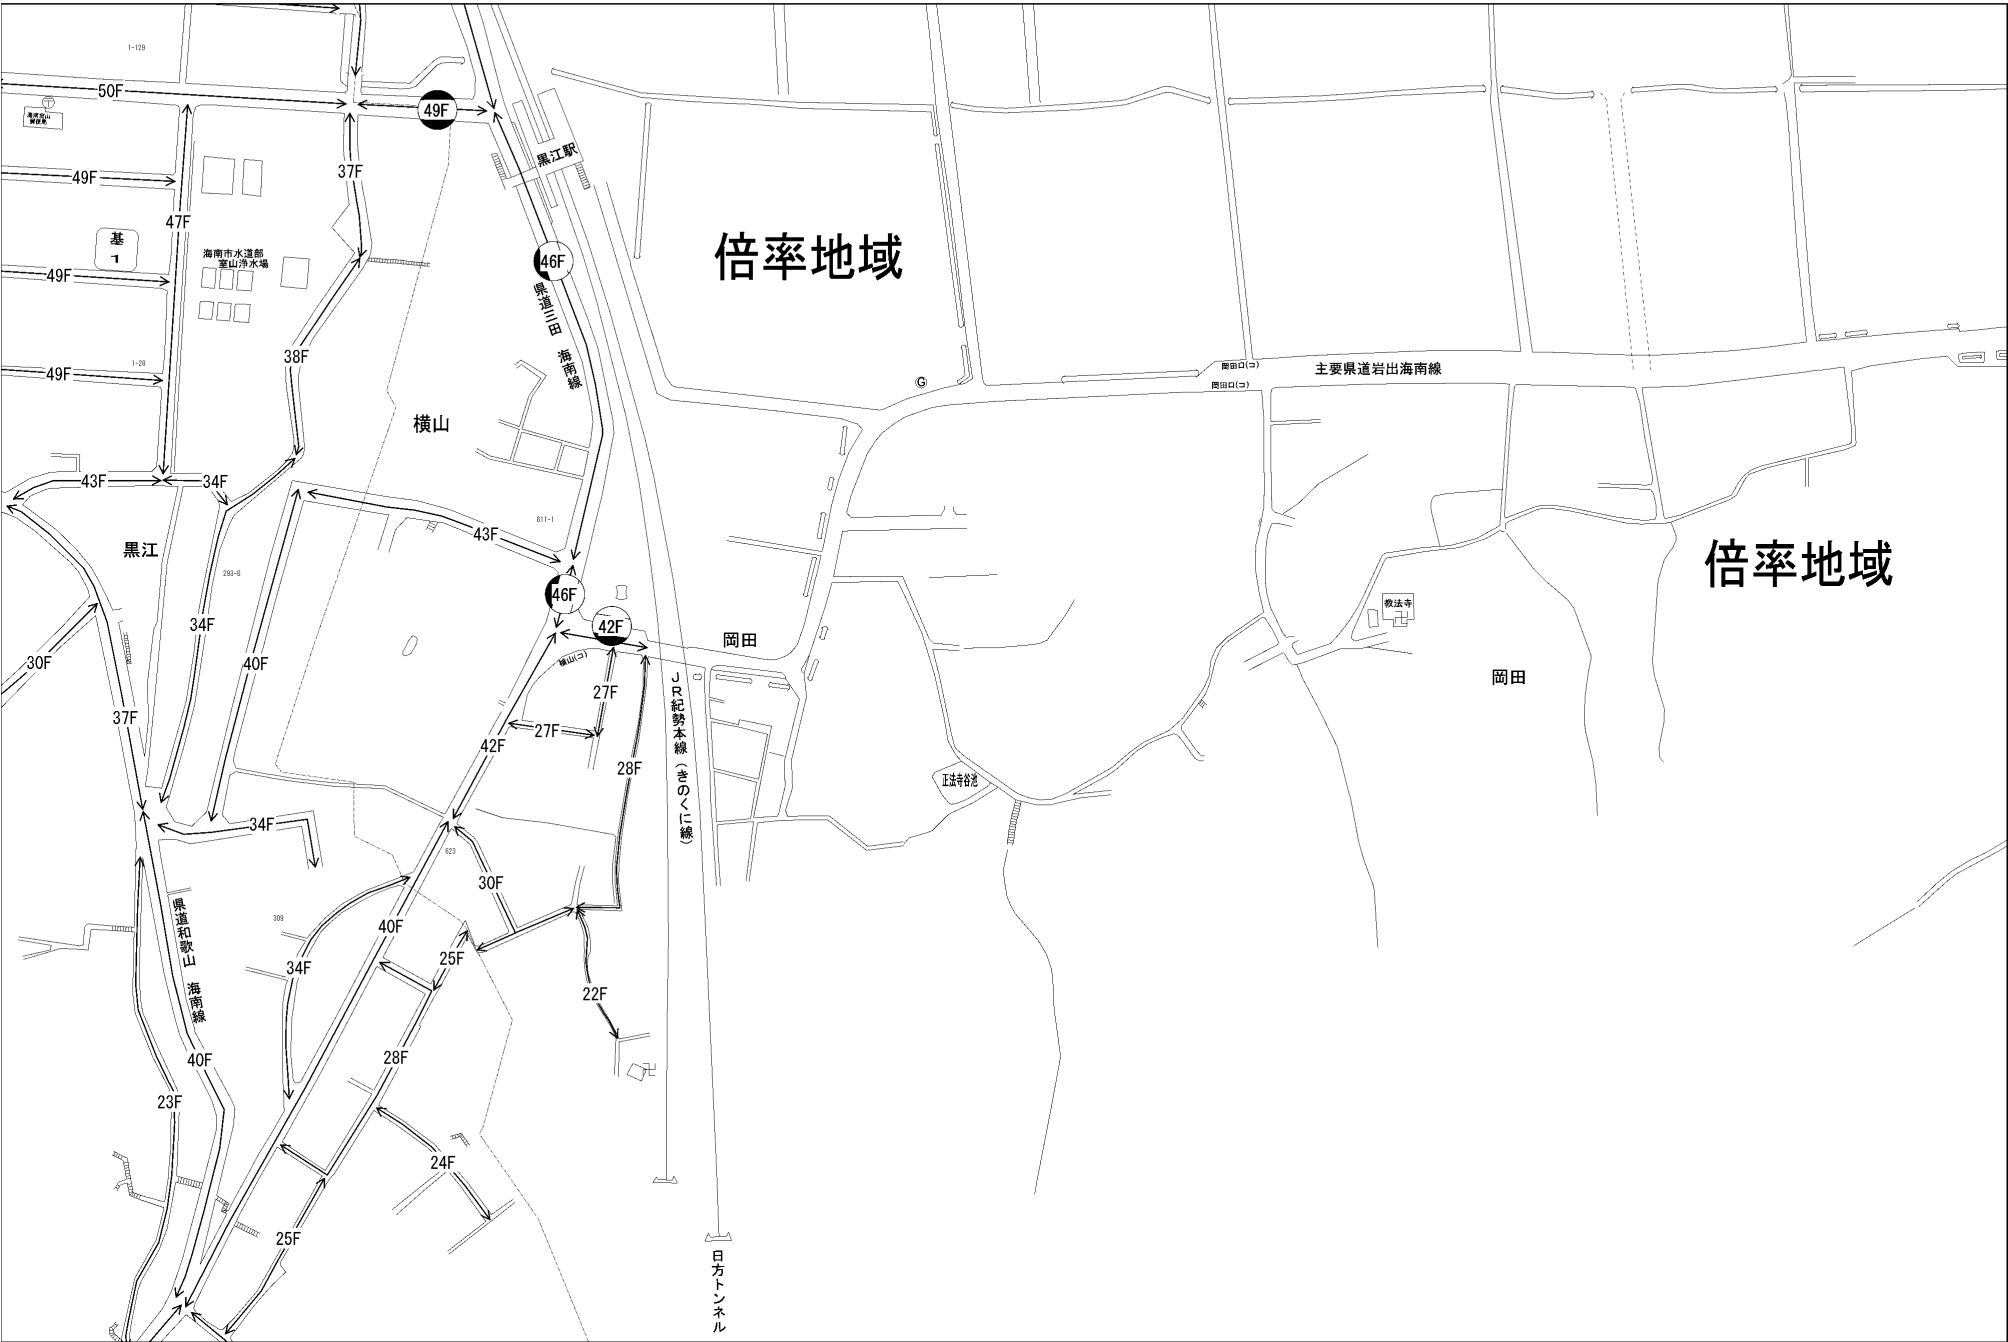 1-129
50F
49F
海南室山
郵便局
黒江駅
37F
49F
47F
倍率地域
基
1
海南市水道部
室山浄水場
46F
49F
県道三田 海南線
38F
1-28
49F
岡田口(コ)
主要県道岩出海南線
岡田口(コ)
G
横山
43F
34F
611-1
43F
黒江
倍率地域
293-6
46F
教法寺
34F
42F
岡田
横山(コ)
30F
40F
岡田
27F
JR紀勢本線(きのくに線)
37F
27F
42F
28F
正法寺谷池
34F
623
30F
県道和歌山 海南線
309
40F
25F
34F
22F
40F
28F
23F
24F
25F
日方トンネル